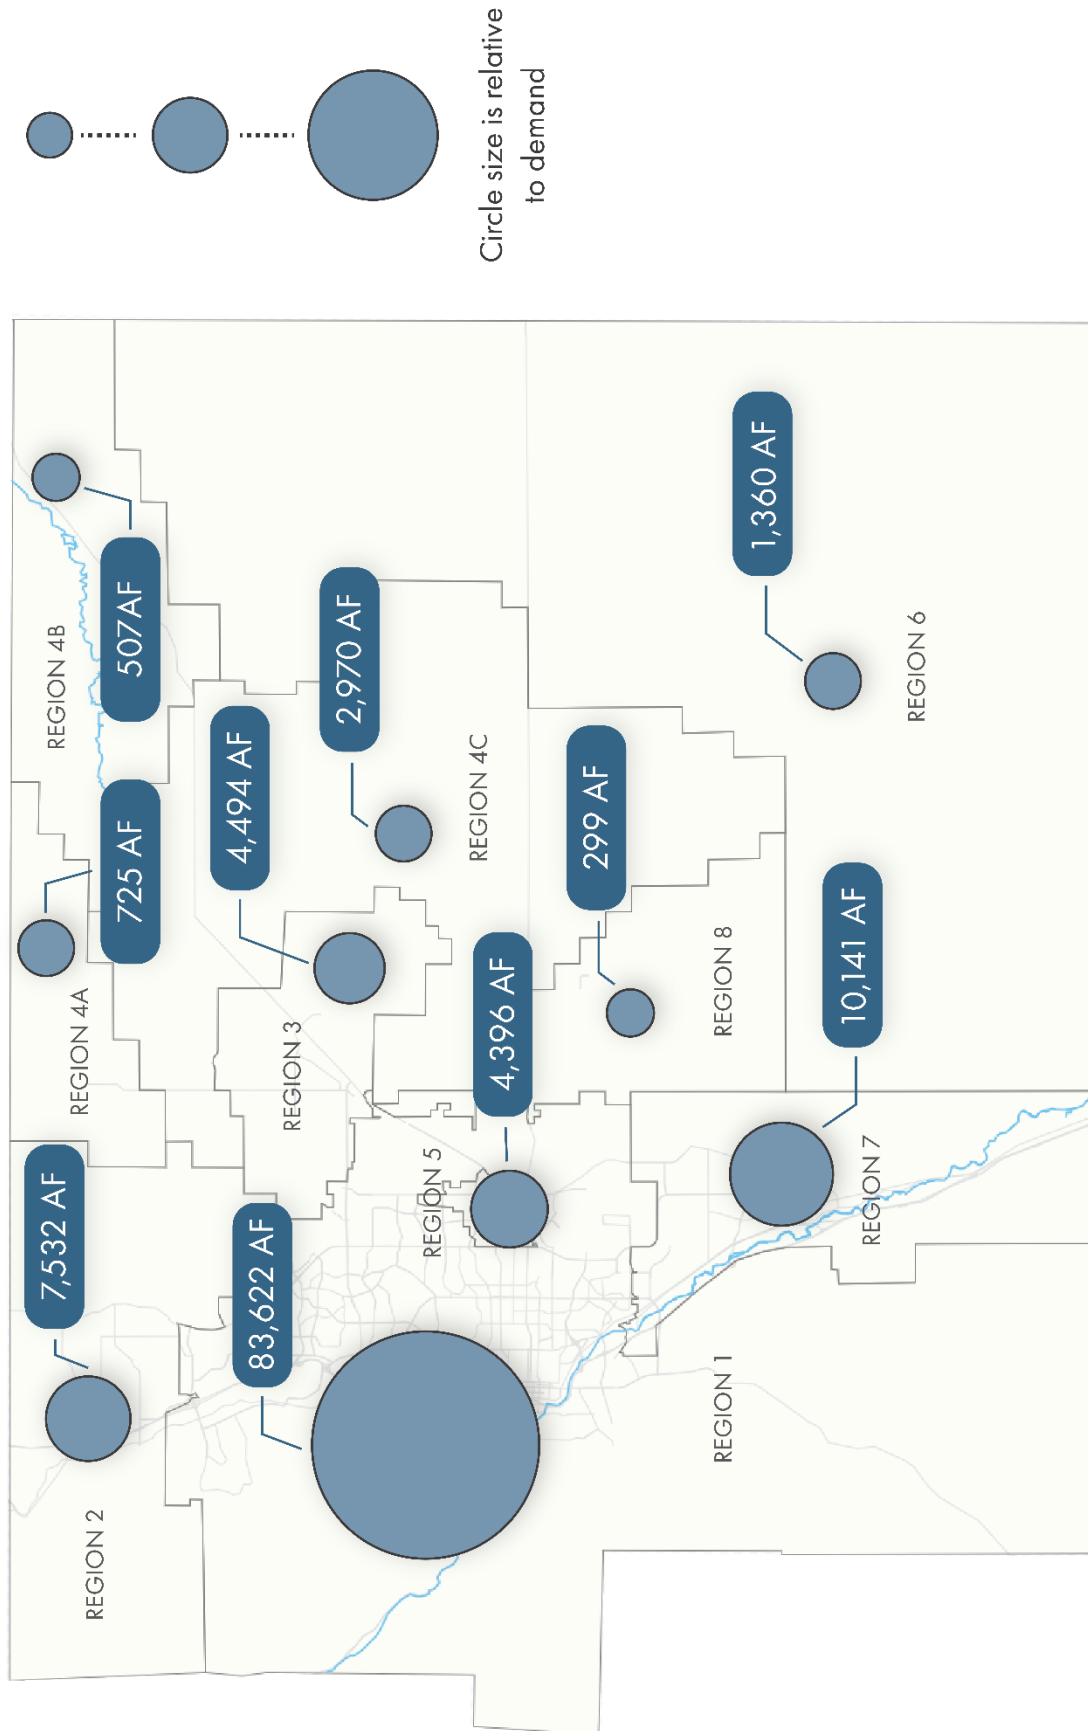 REGION 2
7,532 AF
REGION 4A
725 AF
REGION 4B
507AF
83,622 AF
REGION 3
4,494 AF
2,970 AF
REGION 4C
REGION 5
4,396 AF
299 AF
REGION 8
REGION 1
REGION 7
10,141 AF
1,360 AF
REGION 6
Circle size is relative
to demand